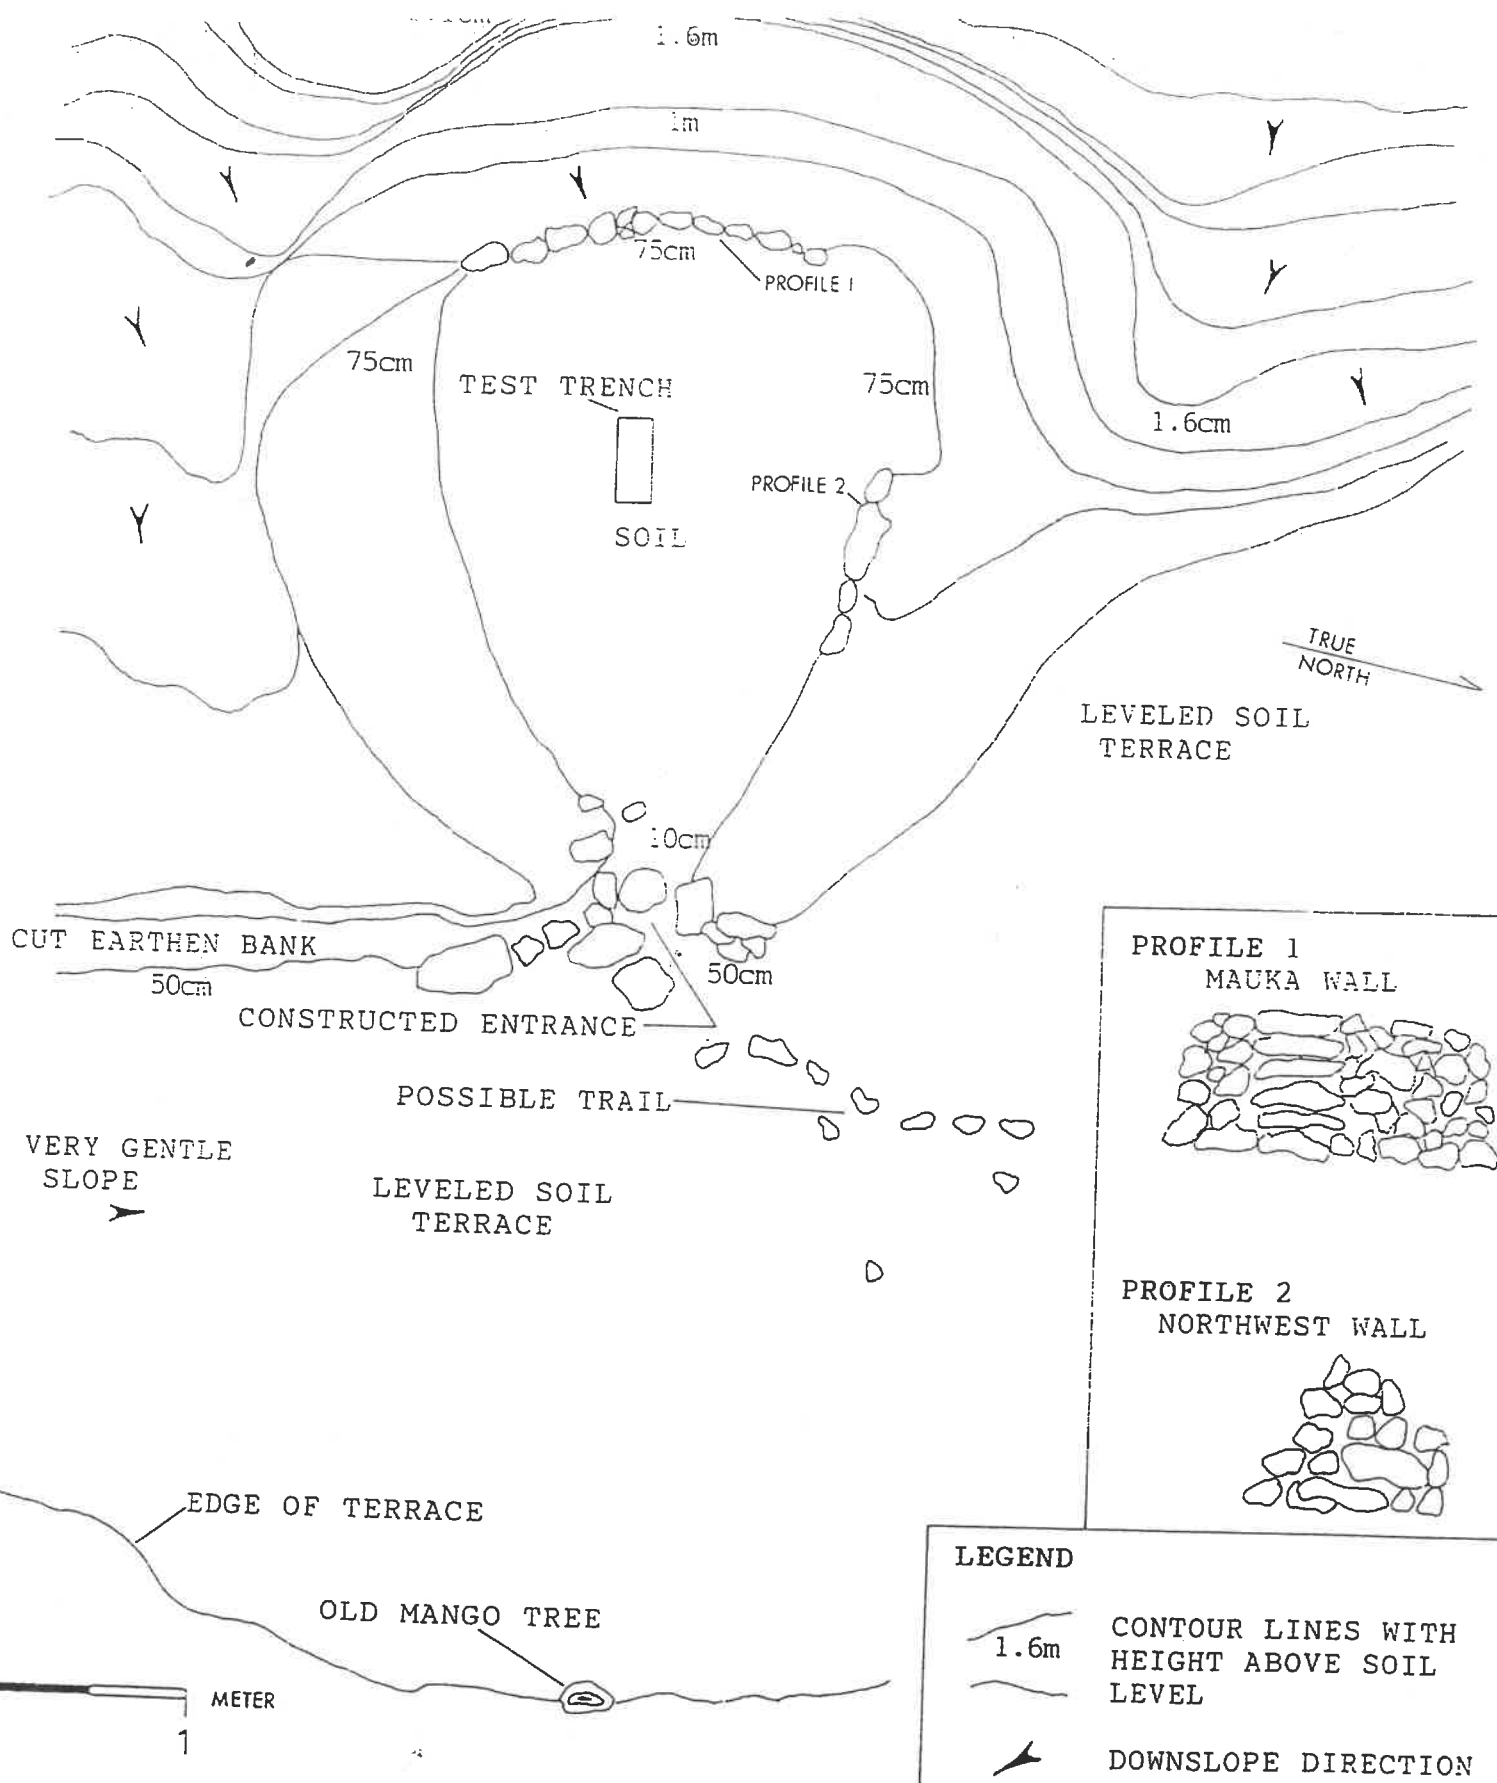 1.6m
1m
75cm
PROFILE 1
75cm
TEST TRENCH
75cm
1.6cm
PROFILE 2
SOIL
TRUE
NORTH
LEVELED SOIL
TERRACE
10cm
CUT EARTHEN BANK
50cm
50cm
CONSTRUCTED ENTRANCE
POSSIBLE TRAIL
VERY GENTLE
SLOPE
LEVELED SOIL
TERRACE
PROFILE 1
MAUKA WALL
PROFILE 2
NORTHWEST WALL
EDGE OF TERRACE
OLD MANGO TREE
METER
1
LEGEND
1.6m
CONTOUR LINES WITH
HEIGHT ABOVE SOIL
LEVEL
DOWNSLOPE DIRECTION